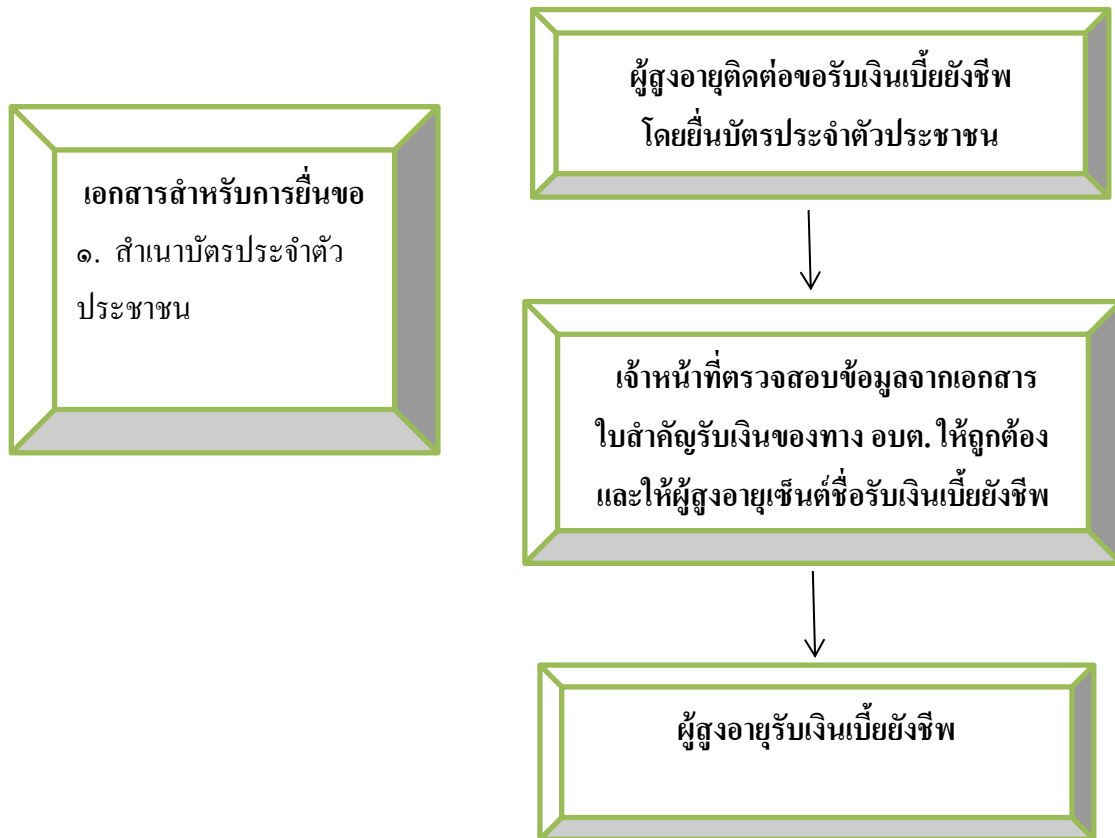 เอกสารสำหรับการยื่นขอ
๑. สำเนาบัตรประจำตัว
ประชาชน
ผู้สูงอายุติดต่อขอรับเงินเบี้ยยังชีพ
โดยยื่นบัตรประจำตัวประชาชน
เจ้าหน้าที่ตรวจสอบข้อมูลจากเอกสาร
ใบสำคัญรับเงินของทาง อบต. ให้ถูกต้อง
และให้ผู้สูงอายุเซ็นต์ชื่อรับเงินเบี้ยยังชีพ
ผู้สูงอายุรับเงินเบี้ยยังชีพ